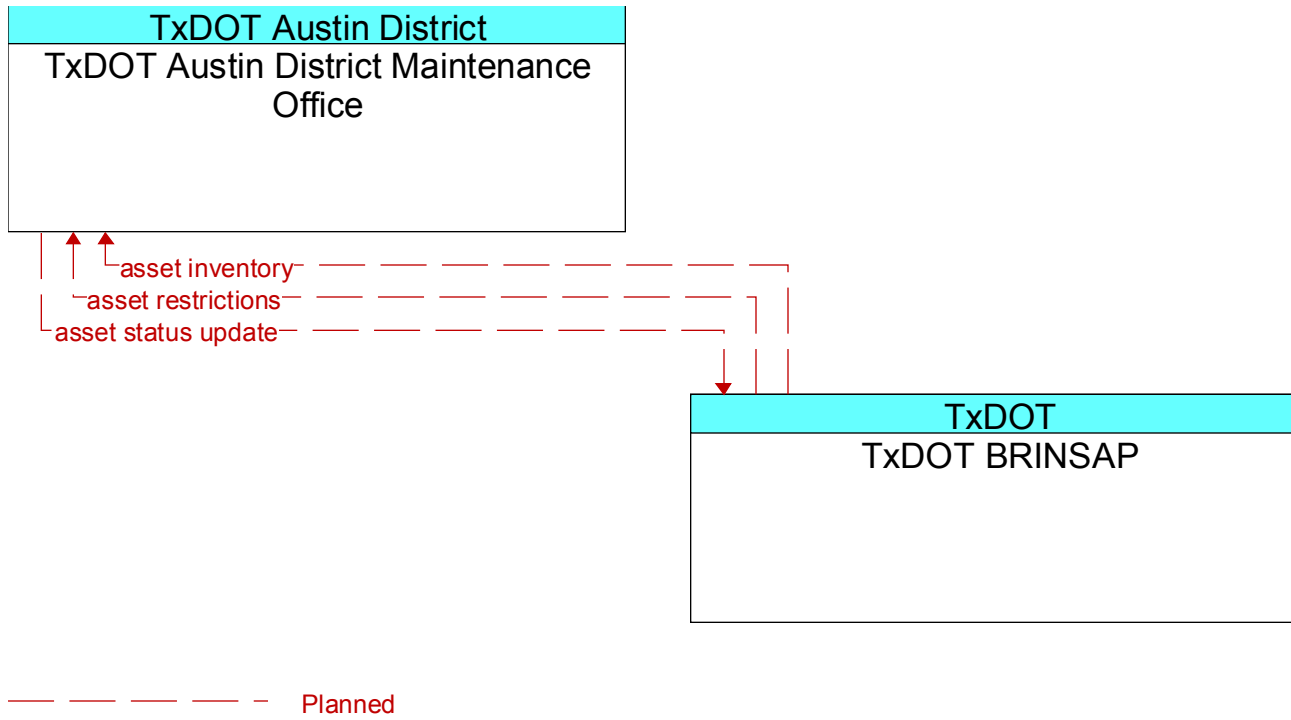 TxDOT Austin District
TxDOT Austin District Maintenance
Office
asset inventory
asset restrictions
asset status update
TxDOT
TxDOT BRINSAP
Planned